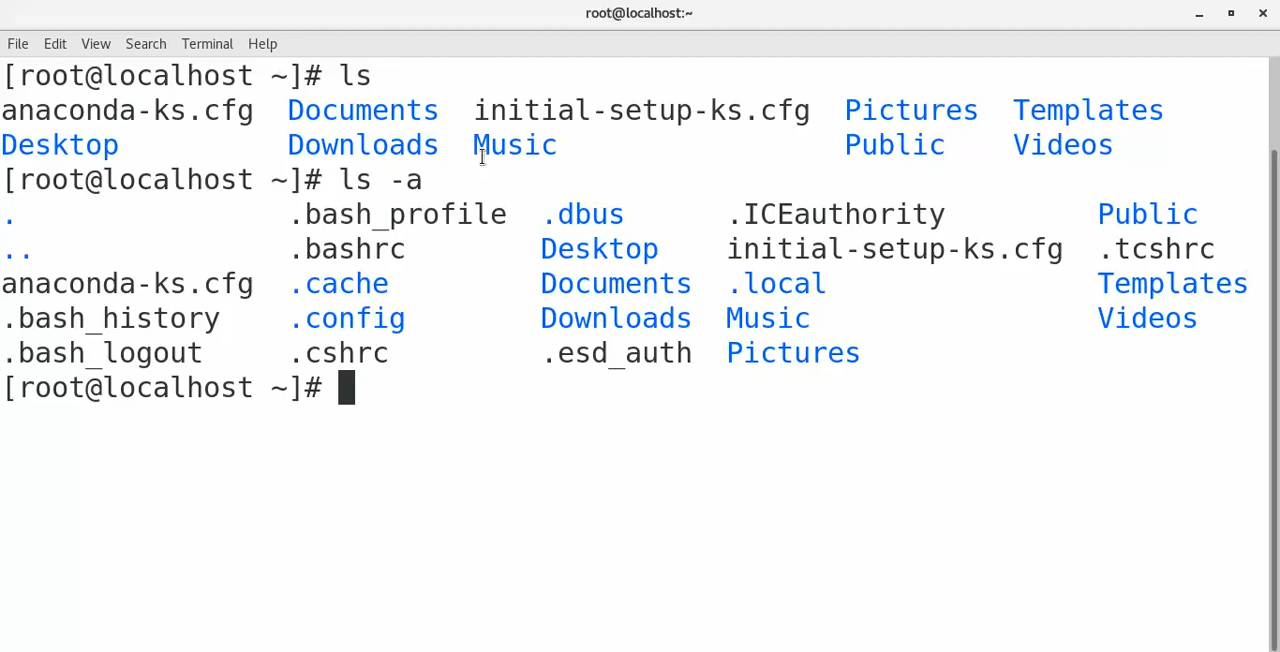 root@localhost:~
File Edit View Search Terminal Help
[root@localhost ~]# ls
anaconda-ks.cfg Documents initial-setup-ks.cfg Pictures Templates
Desktop Downloads Music Public Videos
[root@localhost ~]# ls -a
. .bash_profile .dbus .ICEauthority Public
.. .bashrc Desktop initial-setup-ks.cfg .tcshrc
anaconda-ks.cfg .cache Documents .local Templates
.bash_history .config Downloads Music Videos
.bash_logout .cshrc .esd_auth Pictures
[root@localhost ~]#